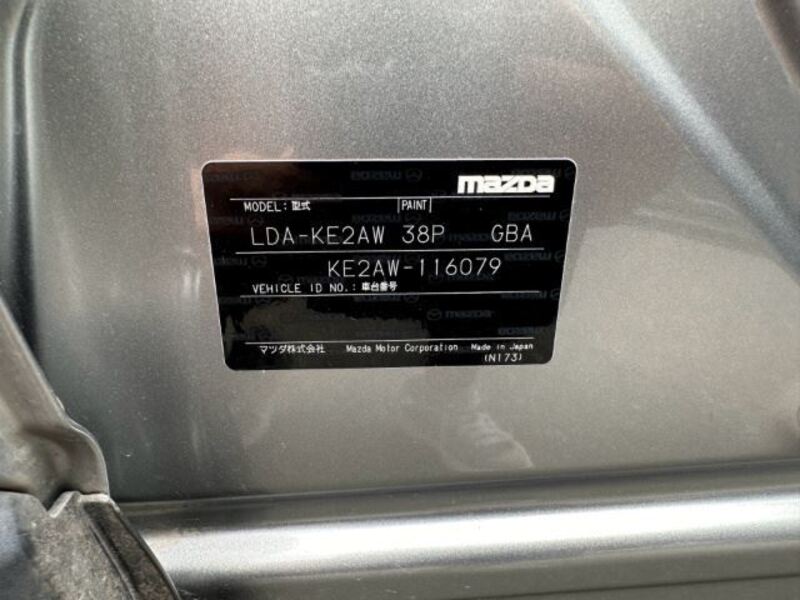 mazda
MODEL: 型式 PAINT
LDA-KE2AW 38P GBA
KE2AW-116079
VEHICLE ID NO.: 車台番号
mazda
マツダ株式会社 Mazda Motor Corporation Made in Japan
(N173)